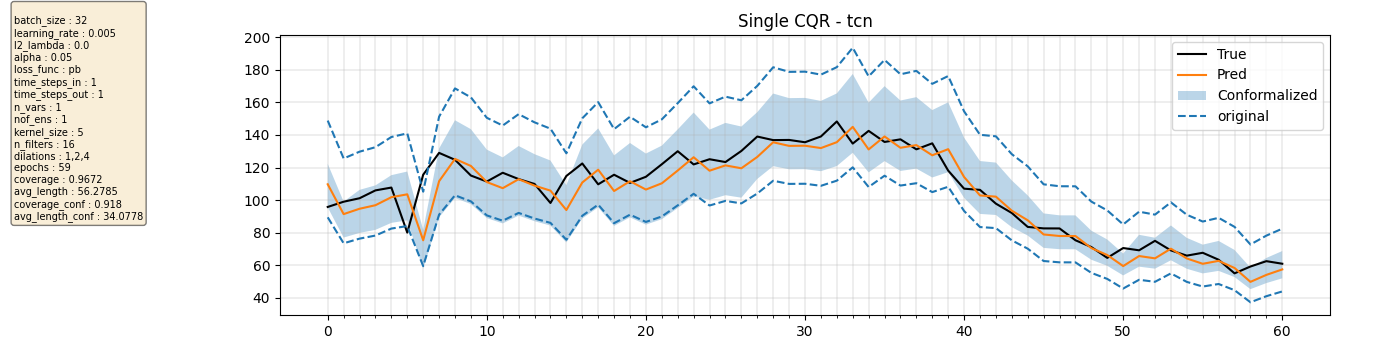 batch_size : 32
learning_rate : 0.005
l2_lambda : 0.0
alpha : 0.05
loss_func : pb
time_steps_in : 1
time_steps_out : 1
n_vars : 1
nof_ens : 1
kernel_size : 5
n_filters : 16
dilations : 1,2,4
epochs : 59
coverage : 0.9672
avg_length : 56.2785
coverage_conf : 0.918
avg_length_conf : 34.0778
Single CQR - tcn
200
180
160
140
120
100
80
60
40
True
Pred
Conformalized
original
0 10 20 30 40 50 60